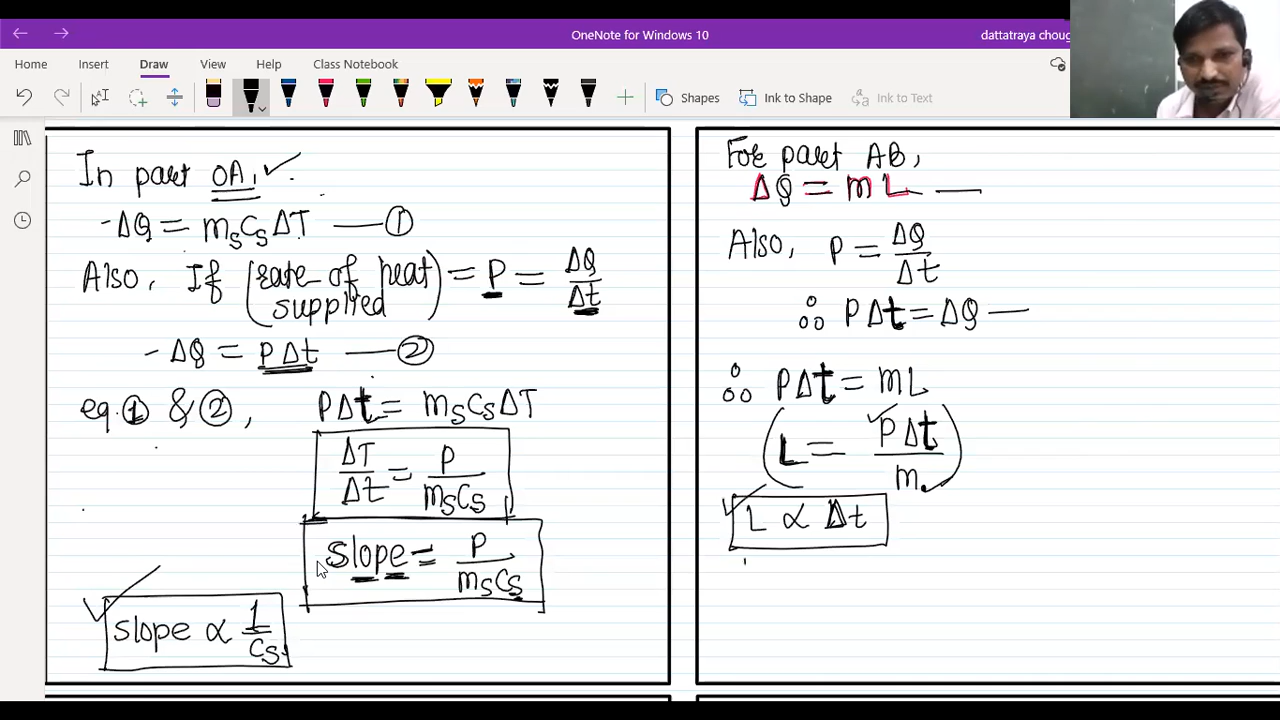 OneNote for Windows 10
dattatraya choug
Home Insert Draw View Help Class Notebook
Shapes Ink to Shape Ink to Text
In part OA,
ΔQ = mₛCₛΔT —— ①
Also, If (rate of heat supplied) = P = ΔQ/Δt
ΔQ = PΔt —— ②
eq. ① & ②, PΔt = mₛCₛΔT
ΔT/Δt = P/mₛCₛ
slope = P/mₛCₛ
slope ∝ 1/Cₛ
For part AB,
ΔQ = mL ——
Also, P = ΔQ/Δt
∴ PΔt = ΔQ ——
∴ PΔt = mL
(L = PΔt/m)
L ∝ Δt